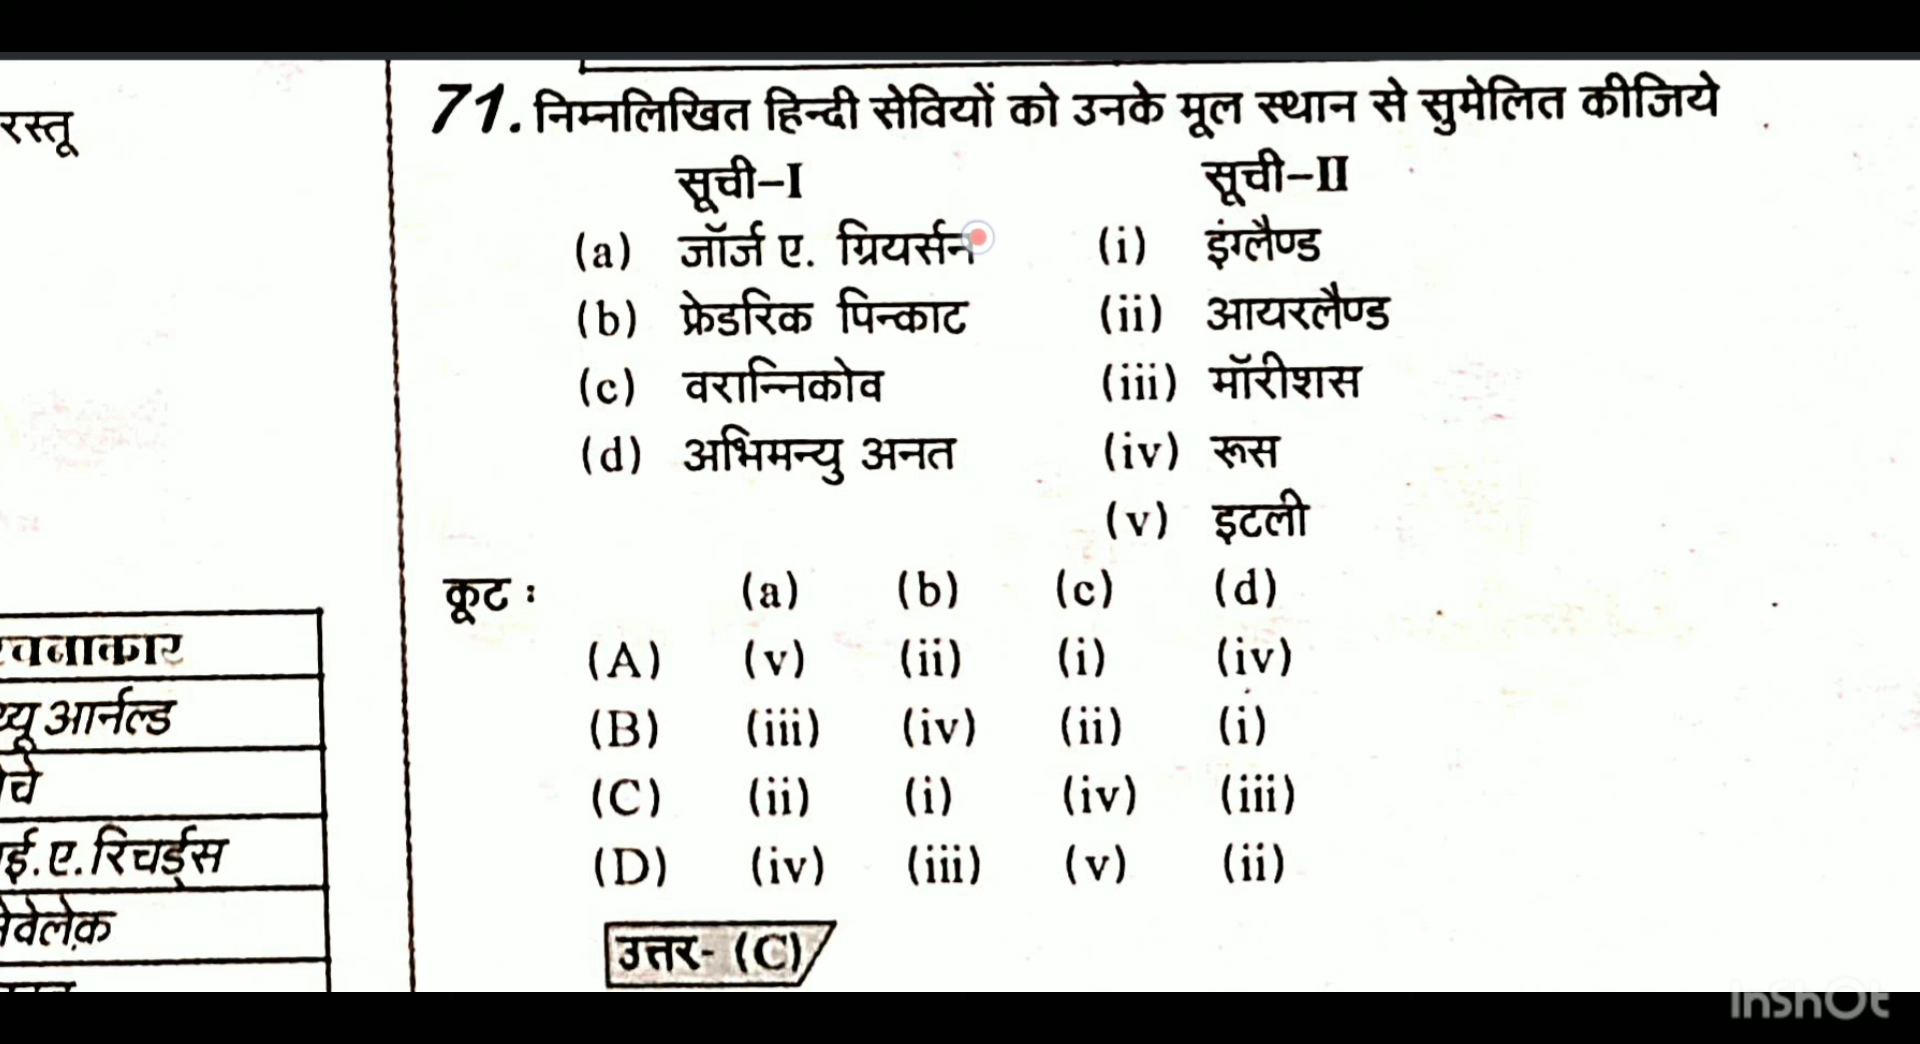 रस्तू
71. निम्नलिखित हिन्दी सेवियों को उनके मूल स्थान से सुमेलित कीजिये
सूची–I सूची–II
(a) जॉर्ज ए. ग्रियर्सन (i) इंग्लैण्ड
(b) फ्रेडरिक पिन्काट (ii) आयरलैण्ड
(c) वरान्निकोव (iii) मॉरीशस
(d) अभिमन्यु अनत (iv) रूस
(v) इटली
कूट : (a) (b) (c) (d)
(A) (v) (ii) (i) (iv)
(B) (iii) (iv) (ii) (i)
(C) (ii) (i) (iv) (iii)
(D) (iv) (iii) (v) (ii)
उत्तर- (C)
रचनाकार
थ्यू आर्नल्ड
चे
ई.ए. रिचर्ड्स
वेलेक़
InShOt